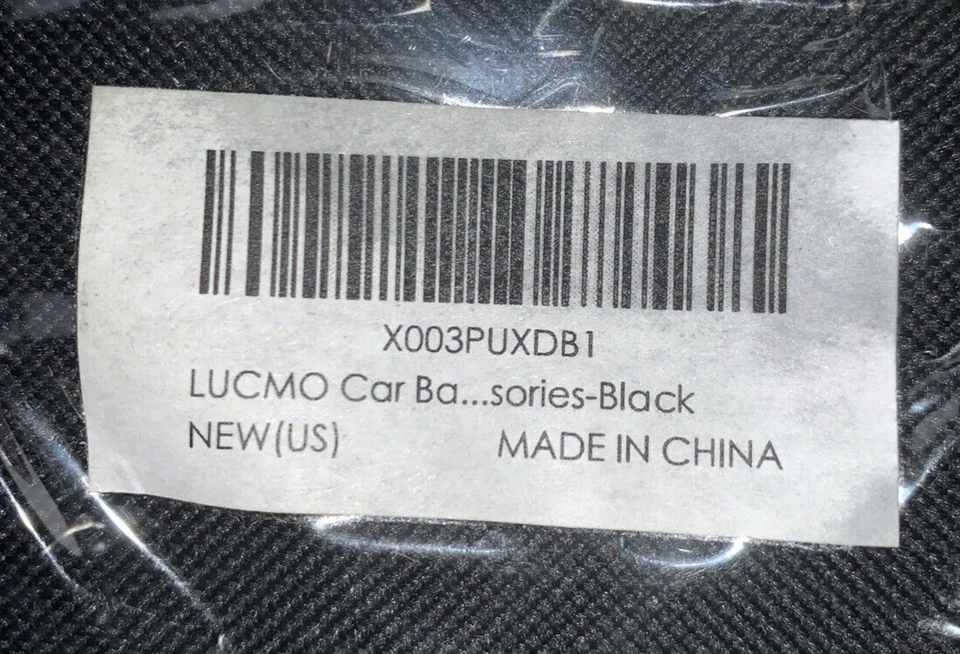 X003PUXDB1
LUCMO Car Ba...sories-Black
NEW(US) MADE IN CHINA